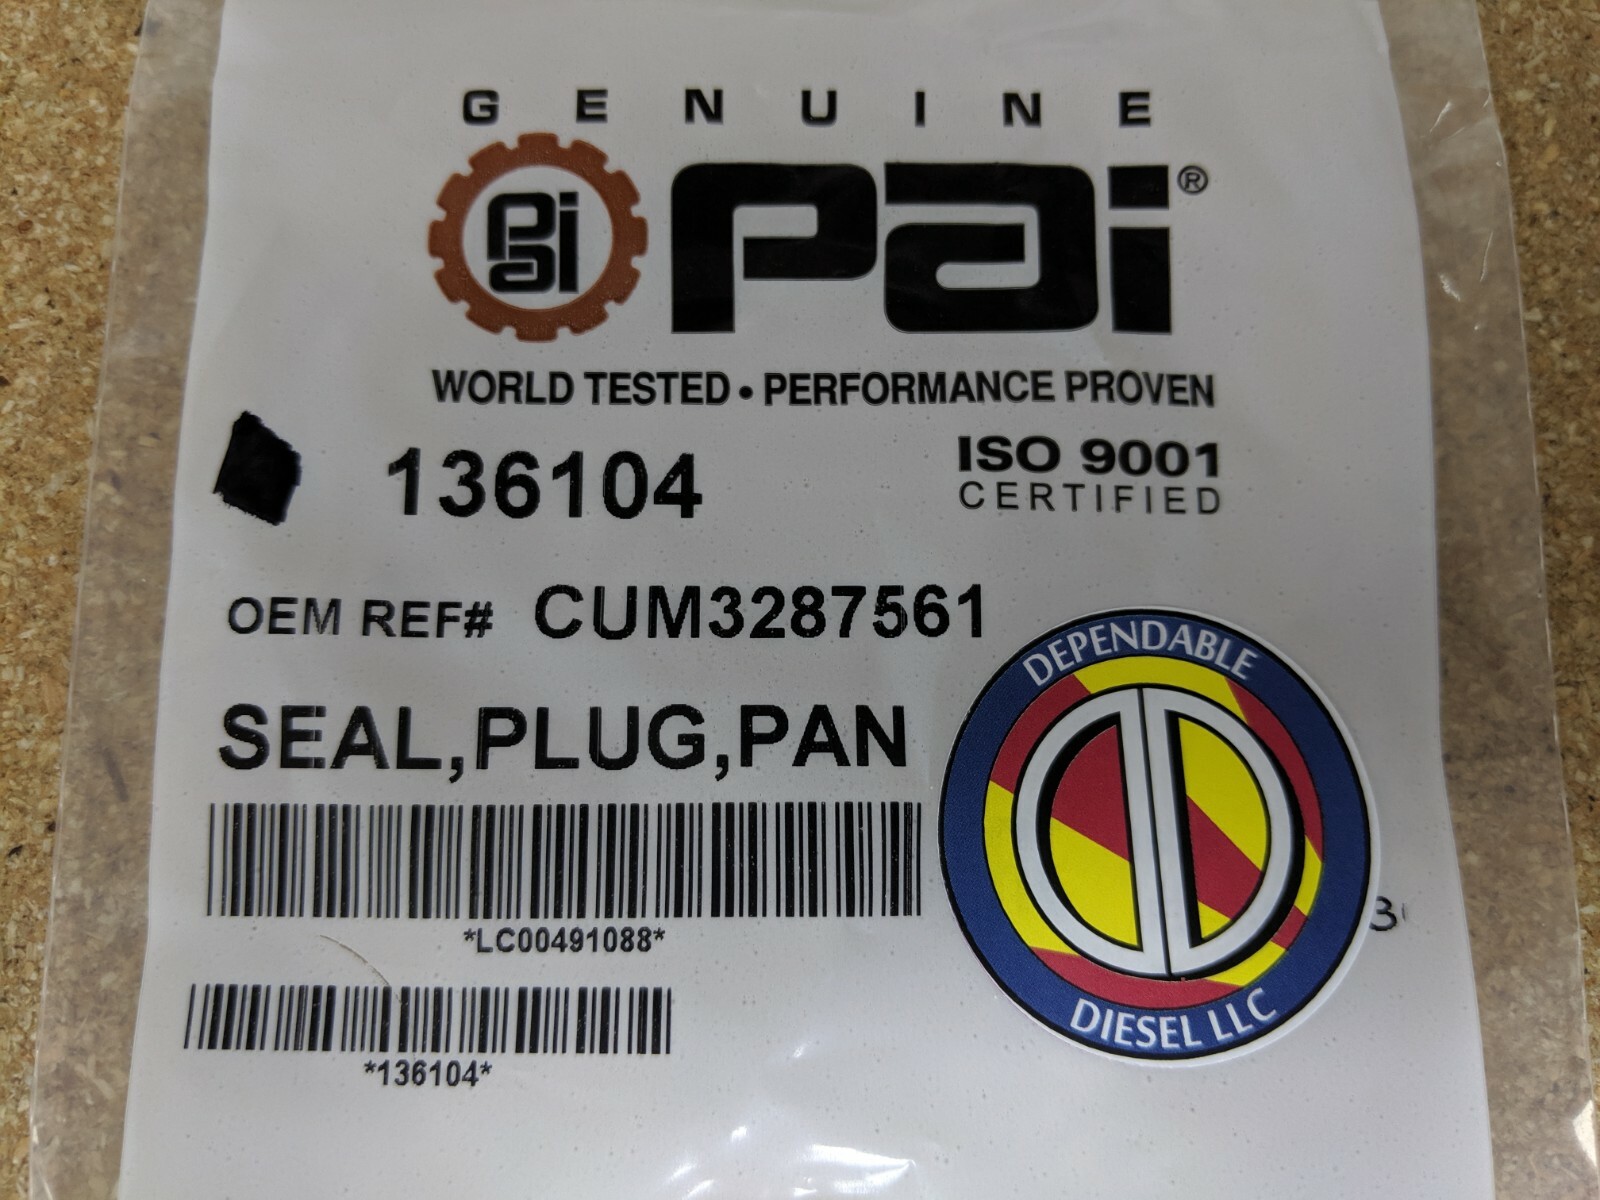 GENUINE
pai
pai®
WORLD TESTED • PERFORMANCE PROVEN
136104
ISO 9001
CERTIFIED
OEM REF# CUM3287561
SEAL,PLUG,PAN
*LC00491088*
*136104*
DEPENDABLE
DIESEL LLC